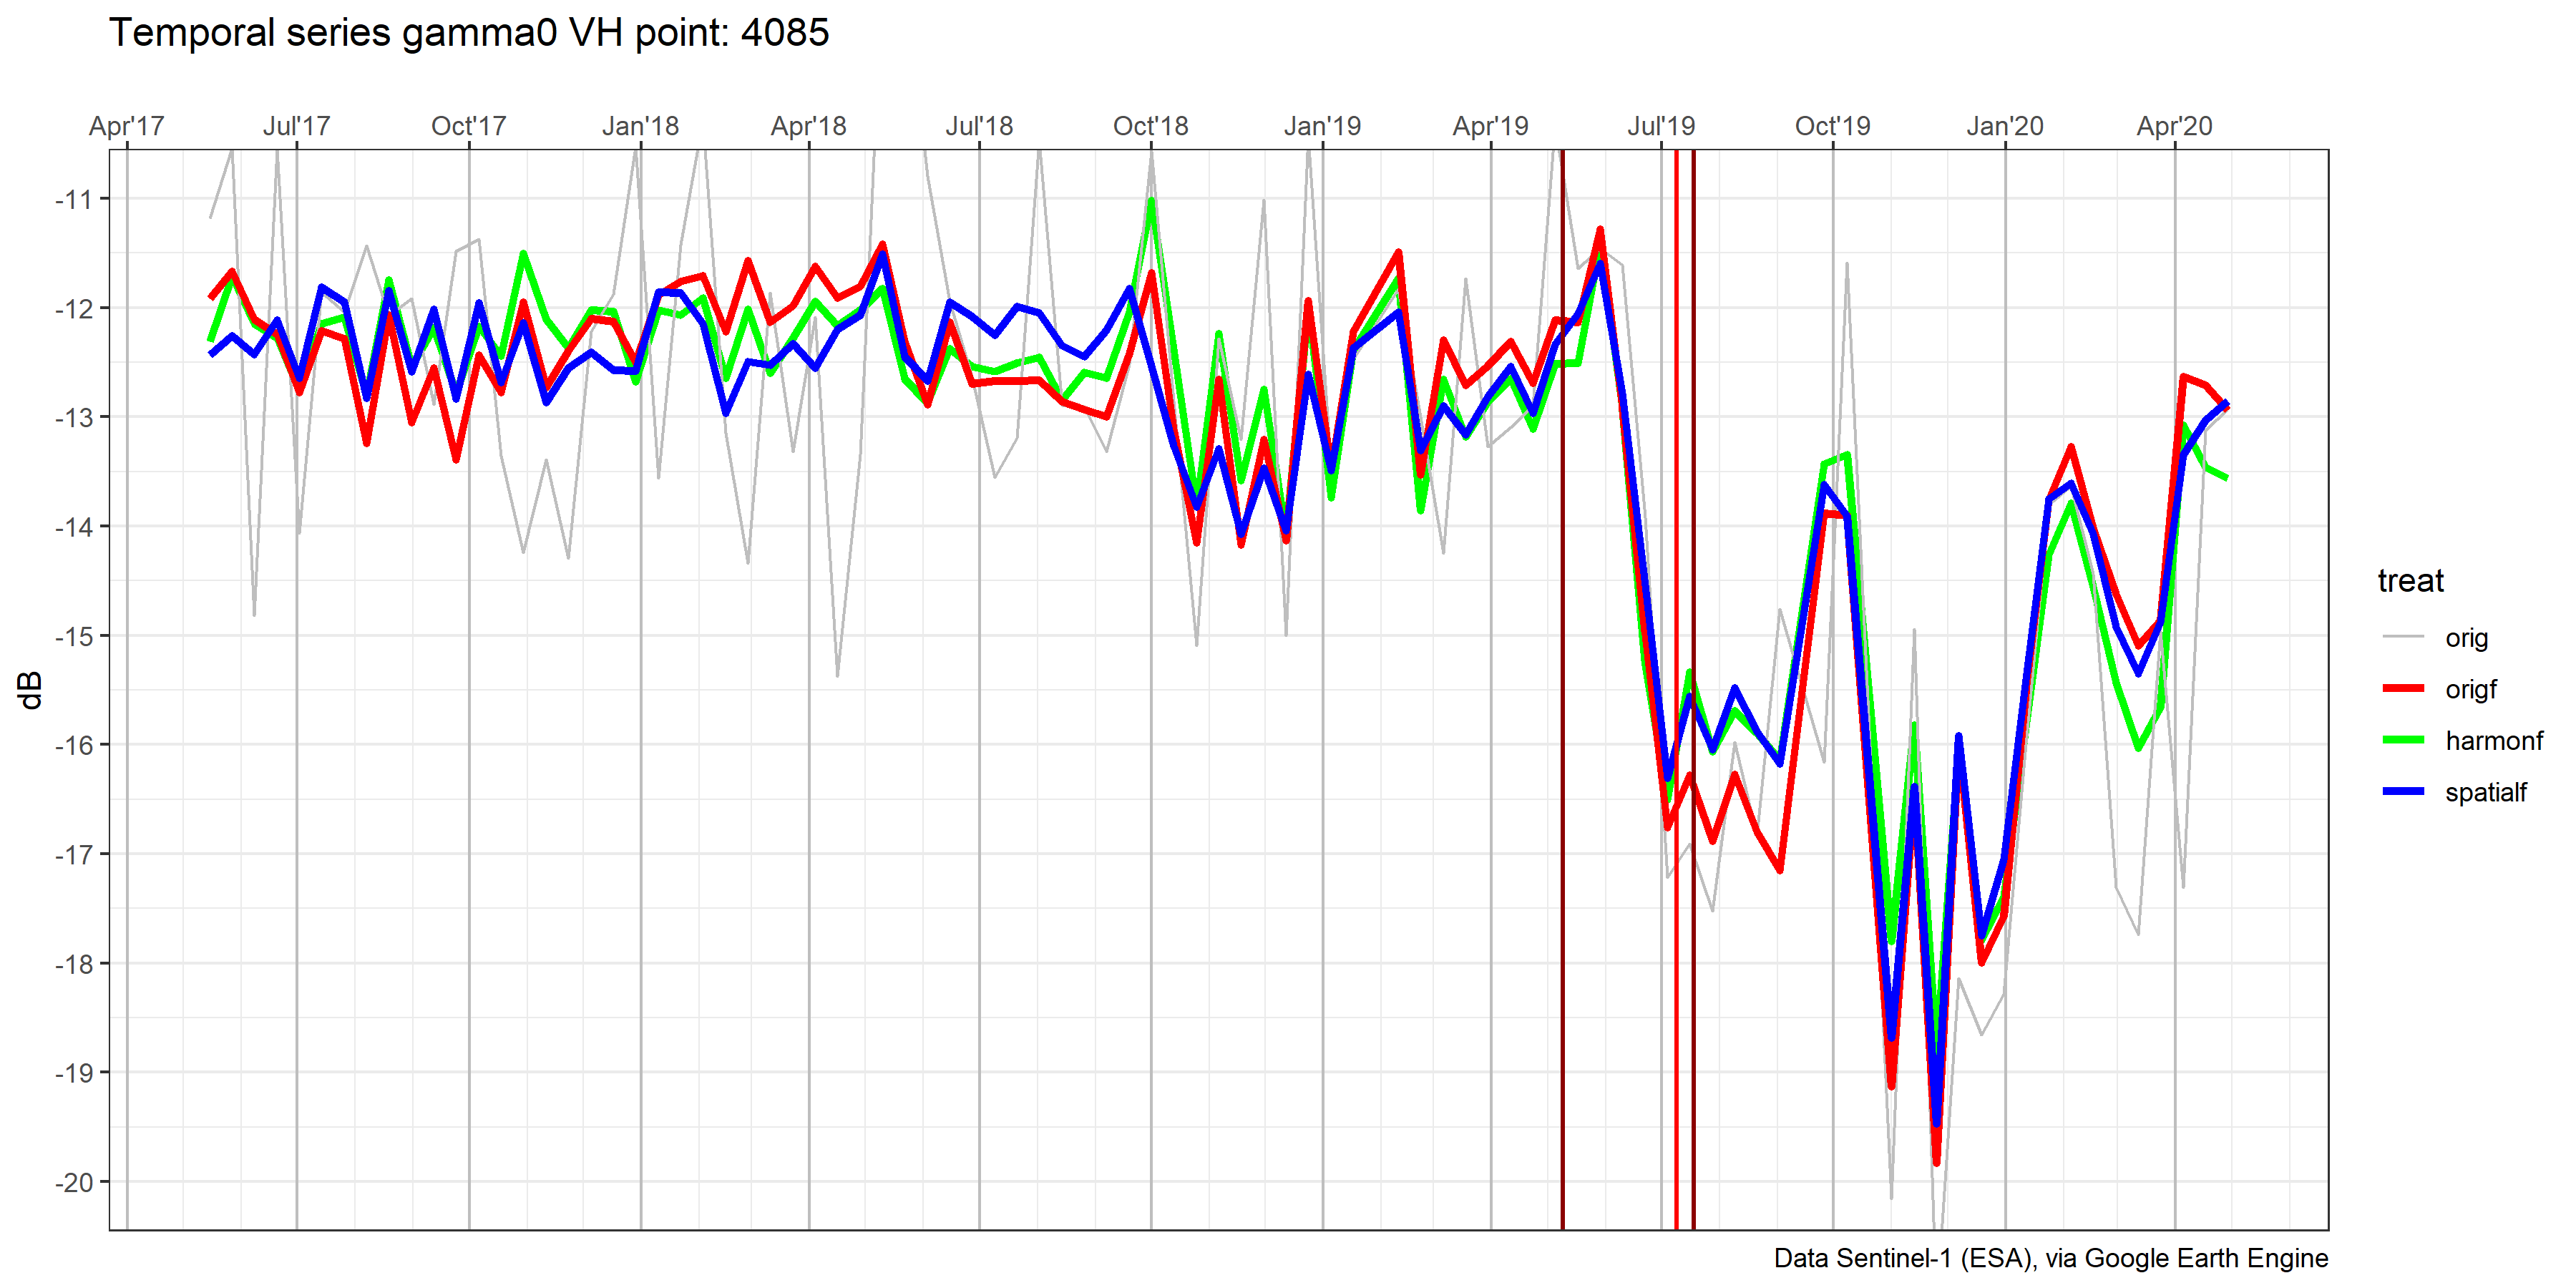 Temporal series gamma0 VH point: 4085
Apr'17 Jul'17 Oct'17 Jan'18 Apr'18 Jul'18 Oct'18 Jan'19 Apr'19 Jul'19 Oct'19 Jan'20 Apr'20
-11
-12
-13
-14
-15
-16
-17
-18
-19
-20
dB
treat
orig
origf
harmonf
spatialf
Data Sentinel-1 (ESA), via Google Earth Engine